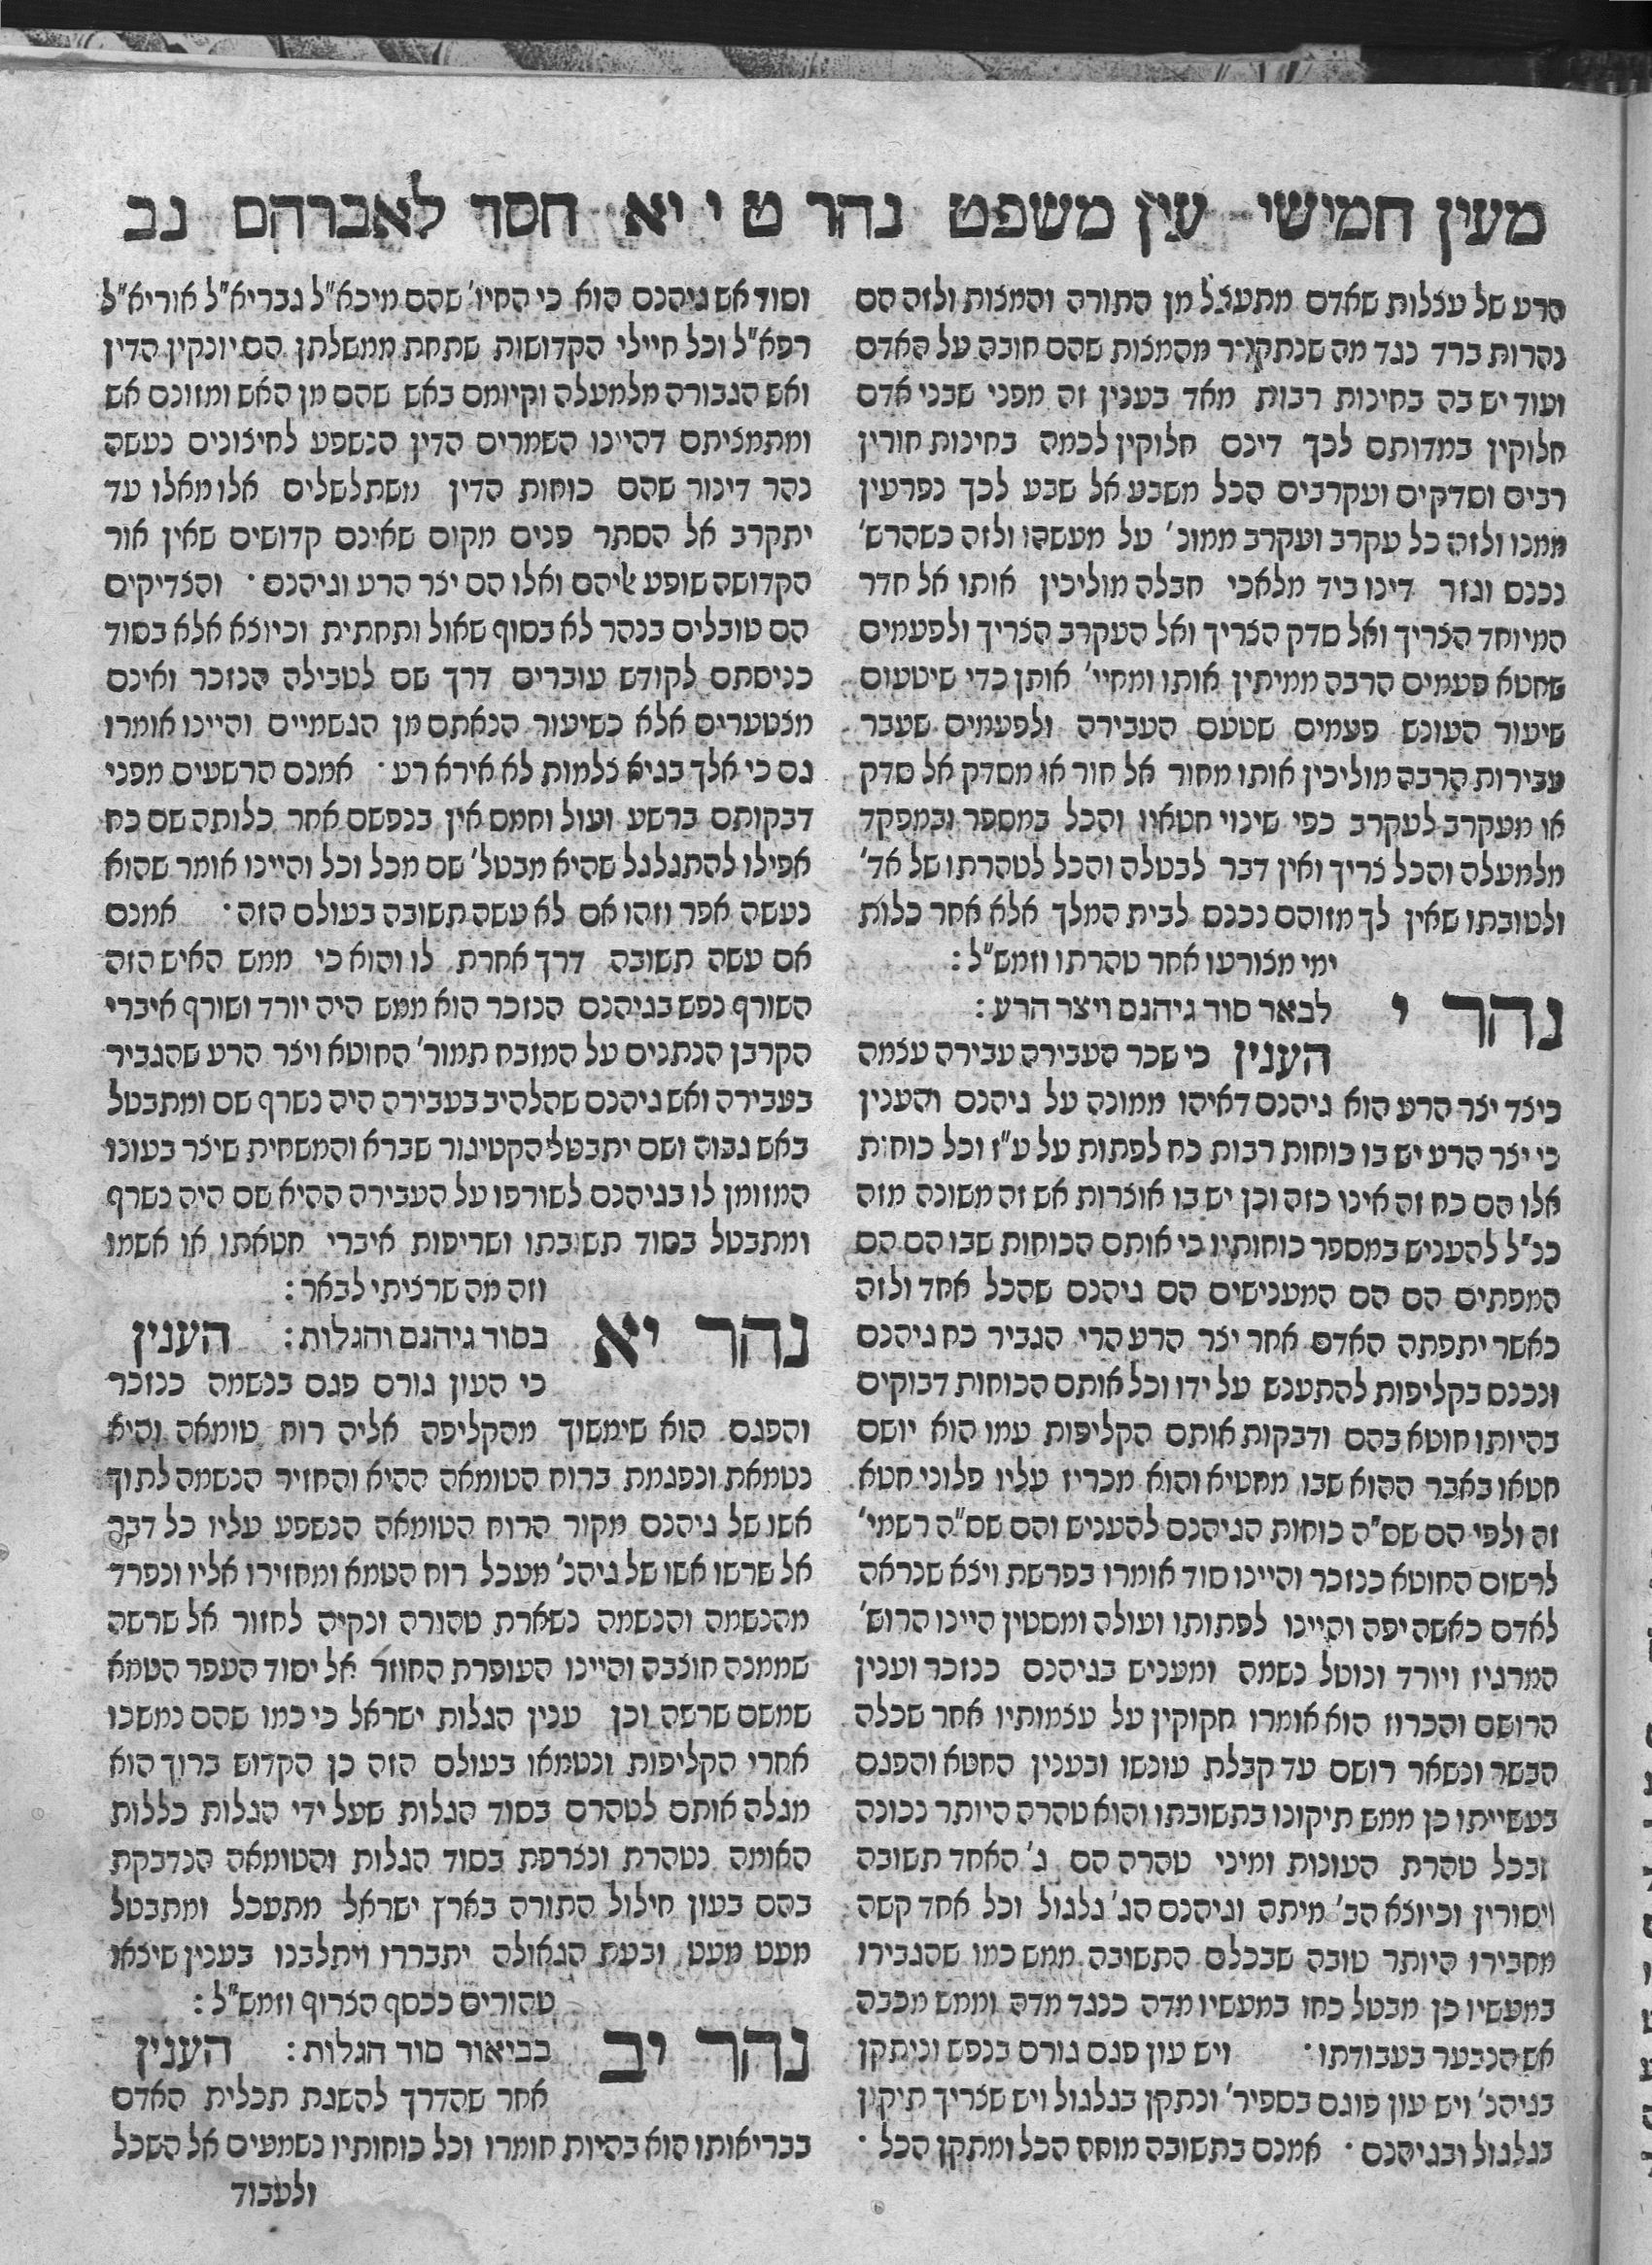 מעין חמישי עין משפט נהר ט י יא חסד לאברהם נב
סרע של עצלות שאדם מתעצל מן התורה והמצות ולזה הם
נהרות ברד כנגד מה שנתקרר מהמצות שהם חובה על האדם
ועוד יש בה בחינות רבות מאד בענין זה מפני שבני אדם
חלוקין במדותם לכך דינם חלוקין לכמה בחינות חורין
רבים וסדקים ועקרבים הכל משבע אל שבע לכך נפרעין
ממנו ולזה כל עקרב ועקרב ממונ' על מעשהו ולזה כשהרש'
נכנס וגזר דינו ביד מלאכי חבלה מוליכין אותו אל חדר
המיוחד הצריך ואל סדק הצריך ואל העקרב הצריך ולפעמים
שחטא פעמים הרבה ממיתין אותו ומחיי' אותן כדי שיטעום
שיעור העונש פעמים שטעם העבירה ולפעמים שעבר
עבירות הרבה מוליכין אותו מחור אל חור או מסדק אל סדק
או מעקרב לעקרב כפי שינוי חטאיו והכל במספר ובמפקד
מלמעלה והכל צריך ואין דבר לבטלה והכל לטהרתו של אד'
ולטובתו שאין לך מזוהם נכנס לבית המלך אלא אחר כלות
ימי מצורעו אחר טהרתו וזמש"ל :
נהר י לבאר סוד גיהנם ויצר הרע :
הענין כי שכר העבירה עבירה עצמה
כיצד יצר הרע הוא גיהנם דאיהו ממונה על גיהנם והענין
כי יצר הרע יש בו כוחות רבות כח לפתות על ע"ז וכל כוחות
אלו הם כח זה אינו כזה וכן יש בו אוצרות אש זה משונה מזה
כנ"ל להעניש במספר כוחותיו כי אותם הכוחות שבו הם הם
המפתים הם הם המענישים הם גיהנם שהכל אחד ולזה
כאשר יתפתה האדם אחר יצר הרע הרי הגביר כח גיהנם
ונכנס בקליפות להתענש על ידו וכל אותם הכוחות דבוקים
בהיותו חוטא בהם ודבקות אותם הקליפות עמו הוא יושם
חטאו באבר ההוא שבו מחטיא והוא מכריז עליו פלוני חטא
זה ולפי הם שס"ה כוחות הגיהנם להעניש והם שס"ה רשמי'
לרשום החוטא כנזכר והיינו סוד אומרו בפרשת ויצא שנראה
לאדם כאשה יפה והיינו לפתותו ועולה ומסטין היינו הרוש'
המרגיז ויורד ונוטל נשמה ומעניש בגיהנם כנזכר וענין
הרושם והכרוז הוא אומרו חקוקין על עצמותיו אחר שכלה
הבשר ונשאר רושם עד קבלת עונשו ובענין החטא והפגם
בעשייתו כן ממש תיקונו בתשובתו והוא טהרה היותר נכונה
ובכל טהרת העונות ומיני טהרה הם ג' האחד תשובה
ויסורין וכיוצא הב' מיתה וגיהנם הג' גלגול וכל אחד קשה
מחבירו היותר טובה שבכלם התשובה ממש כמו שהגבירו
במעשיו כן מבטל כחו במעשיו מדה כנגד מדה וממש מכבה
אש הנבער בעבודתו · ויש עון פגם גורם בנפש וניתקן
בגיהנ' ויש עון פוגם בספיר' ונתקן בגלגול ויש שצריך תיקון
בגלגול ובגיהנם · אמנם בתשובה מוחה הכל ומתקן הכל ·
וסוד אש גיהנם הוא כי החיו' שהם מיכא"ל גבריא"ל אוריא"ל
רפא"ל וכל חיילי הקדושות שתחת ממשלתן הם יונקין הדין
ואש הגבורה מלמעלה וקיומם באש שהם מן האש ומזונם אש
ומתמצותם דהיינו השמרים הדין הנשפע לחיצונים נעשה
נהר דינור שהם כוחות הדין משתלשלים אלו מאלו עד
יתקרב אל הסתר פנים מקום שאינם קדושים שאין אור
הקדושה שופע עליהם ואלו הם יצר הרע וגיהנם · והצדיקים
הם טובלים בנהר לא בסוף שאול ותחתית וכיוצא אלא בסוד
כניסתם לקודש עוברים דרך שם לטבילה הנזכר ואינם
מצטערים אלא כשיעור הנאתם מן הגשמיים והיינו אומרו
גם כי אלך בגיא צלמות לא אירא רע · אמנם הרשעים מפני
דבקותם ברשע ועול וחמס אין בנפשם אחר כלותה שם כח
אפילו להתגלגל שהיא מבטל' שם מכל וכל והיינו אומר שהוא
נעשה אפר וזהו אם לא עשה תשובה בעולם הזה · אמנם
אם עשה תשובה דרך אחרת לו והוא כי ממש האיש הזה
השורף נפש בגיהנם הנזכר הוא ממש היה יורד ושורף איברי
הקרבן הנתנים על המזבח תמור' החוטא ויצר הרע שהגביר
בעבירה ואש גיהנם שהלהיב בעבירה היה נשרף שם ומתבטל
באש גבוה ושם יתבטל הקטיגור שברא והמשחית שיצר בעונו
המזומן לו בגיהנם לשורפו על העבירה ההיא שם היה נשרף
ומתבטל בסוד תשובתו ושריפות איברי חטאתו או אשמו
וזה מה שרציתי לבאר :
נהר יא בסוד גיהנם והגלות : הענין
כי העון גורם פגם בנשמה כנזכר
והפגם הוא שימשוך מהקליפה אליה רוח טומאה והיא
נטמאת ונפגמת ברוח הטומאה ההיא והחזיר הנשמה לתוך
אשו של גיהנם מקור הרוח הטומאה הנשפע עליו כל דבר
אל שרשו אשו של גיהנ' מעכל רוח הטמא ומחזירו אליו ונפרד
מהנשמה והנשמה נשארת טהורה ונקיה לחזור אל שרשה
שממנה חוצבה והיינו העופרת החוזר אל יסוד העפר הטמא
שמשם שרשה וכן ענין הגלות ישראל כי כמו שהם נמשכו
אחרי הקליפות ונטמאו בעולם הזה כן הקדוש ברוך הוא
מגלה אותם לטהרם בסוד הגלות שעל ידי הגלות כללות
האומה נטהרת ונצרפת בסוד הגלות והטומאה הנדבקת
בהם בעון חילול התורה בארץ ישראל מתעכל ומתבטל
מעט מעט ובעת הגאולה יתבררו ויתלבנו בענין שיצאו
טהורים ככסף הצרוף וזמש"ל :
נהר יב בביאור סוד הגלות : הענין
אחר שהדרך להשגת תכלית האדם
בבריאותו הוא בהיות חומרו וכל כוחותיו נשמעים אל השכל
ולעבוד